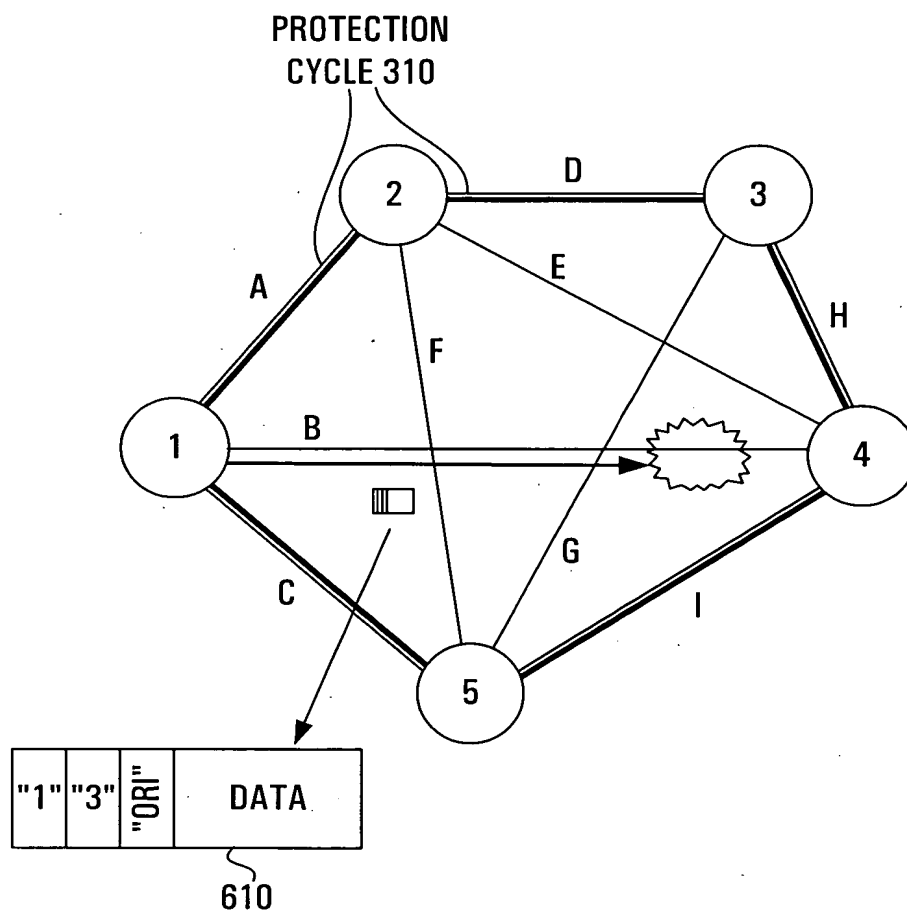 PROTECTION
CYCLE 310
2
D
3
A
E
H
F
1
B
4
G
C
I
5
"1" "3" "ORI" DATA
610